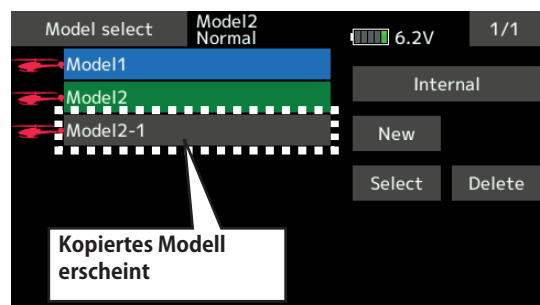 Model select
Model2
Normal
6.2V
1/1
Model1
Model2
Model2-1
Internal
New
Select
Delete
Kopiertes Modell
erscheint